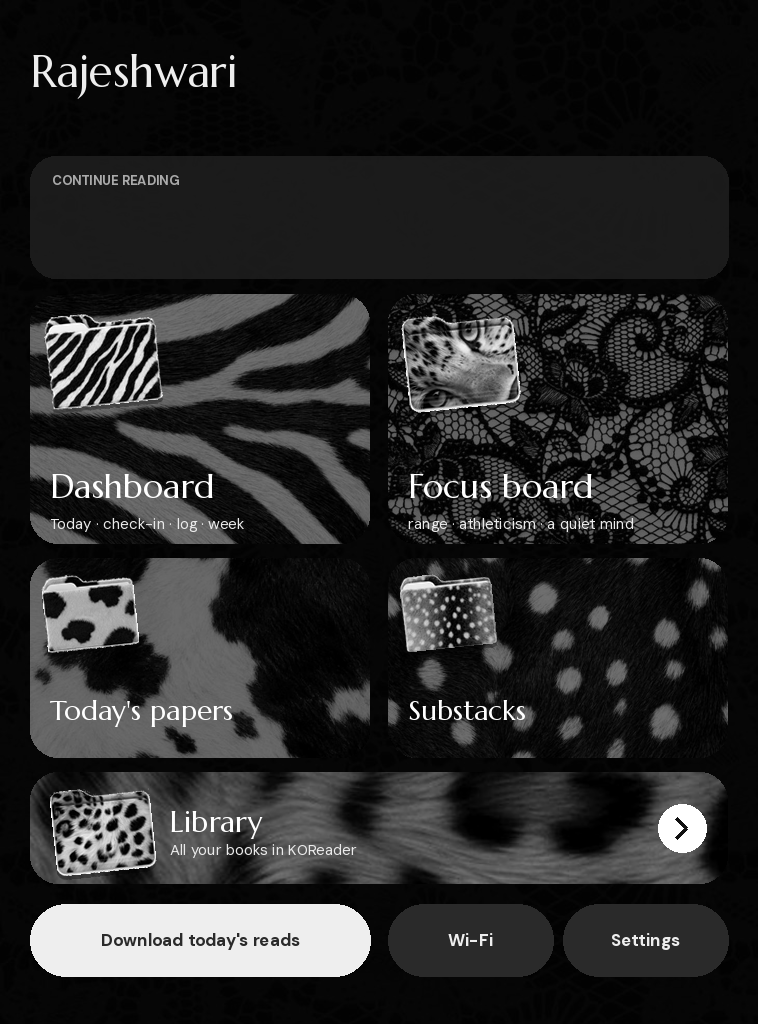 Rajeshwari
CONTINUE READING
Dashboard
Today · check-in · log · week
Focus board
range · athleticism · a quiet mind
Today's papers
Substacks
Library
All your books in KOReader
Download today's reads
Wi-Fi
Settings